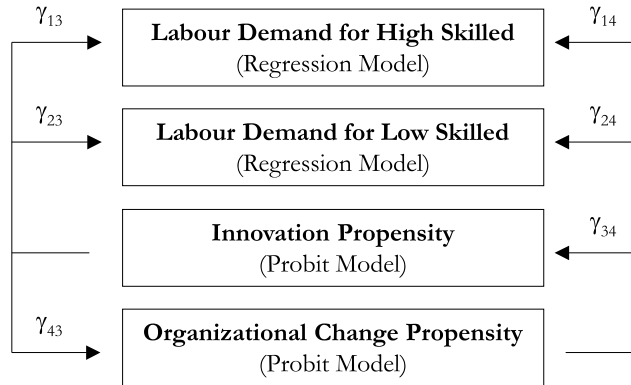 γ13
Labour Demand for High Skilled
(Regression Model)
γ14
γ23
Labour Demand for Low Skilled
(Regression Model)
γ24
Innovation Propensity
(Probit Model)
γ34
γ43
Organizational Change Propensity
(Probit Model)